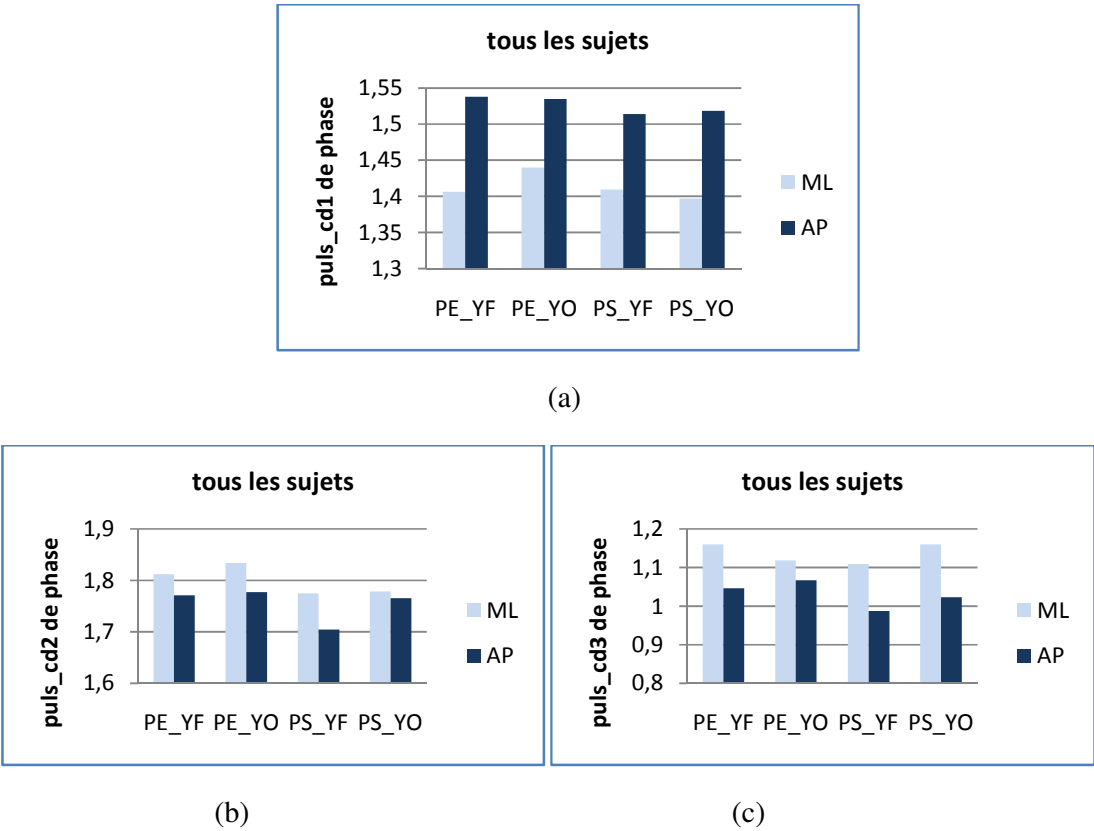 tous les sujets
puls_cd1 de phase
1,55
1,5
1,45
1,4
1,35
1,3
ML
AP
PE_YF PE_YO PS_YF PS_YO
(a)
tous les sujets
puls_cd2 de phase
1,9
1,8
1,7
1,6
ML
AP
PE_YF PE_YO PS_YF PS_YO
(b)
tous les sujets
puls_cd3 de phase
1,2
1,1
1
0,9
0,8
ML
AP
PE_YF PE_YO PS_YF PS_YO
(c)